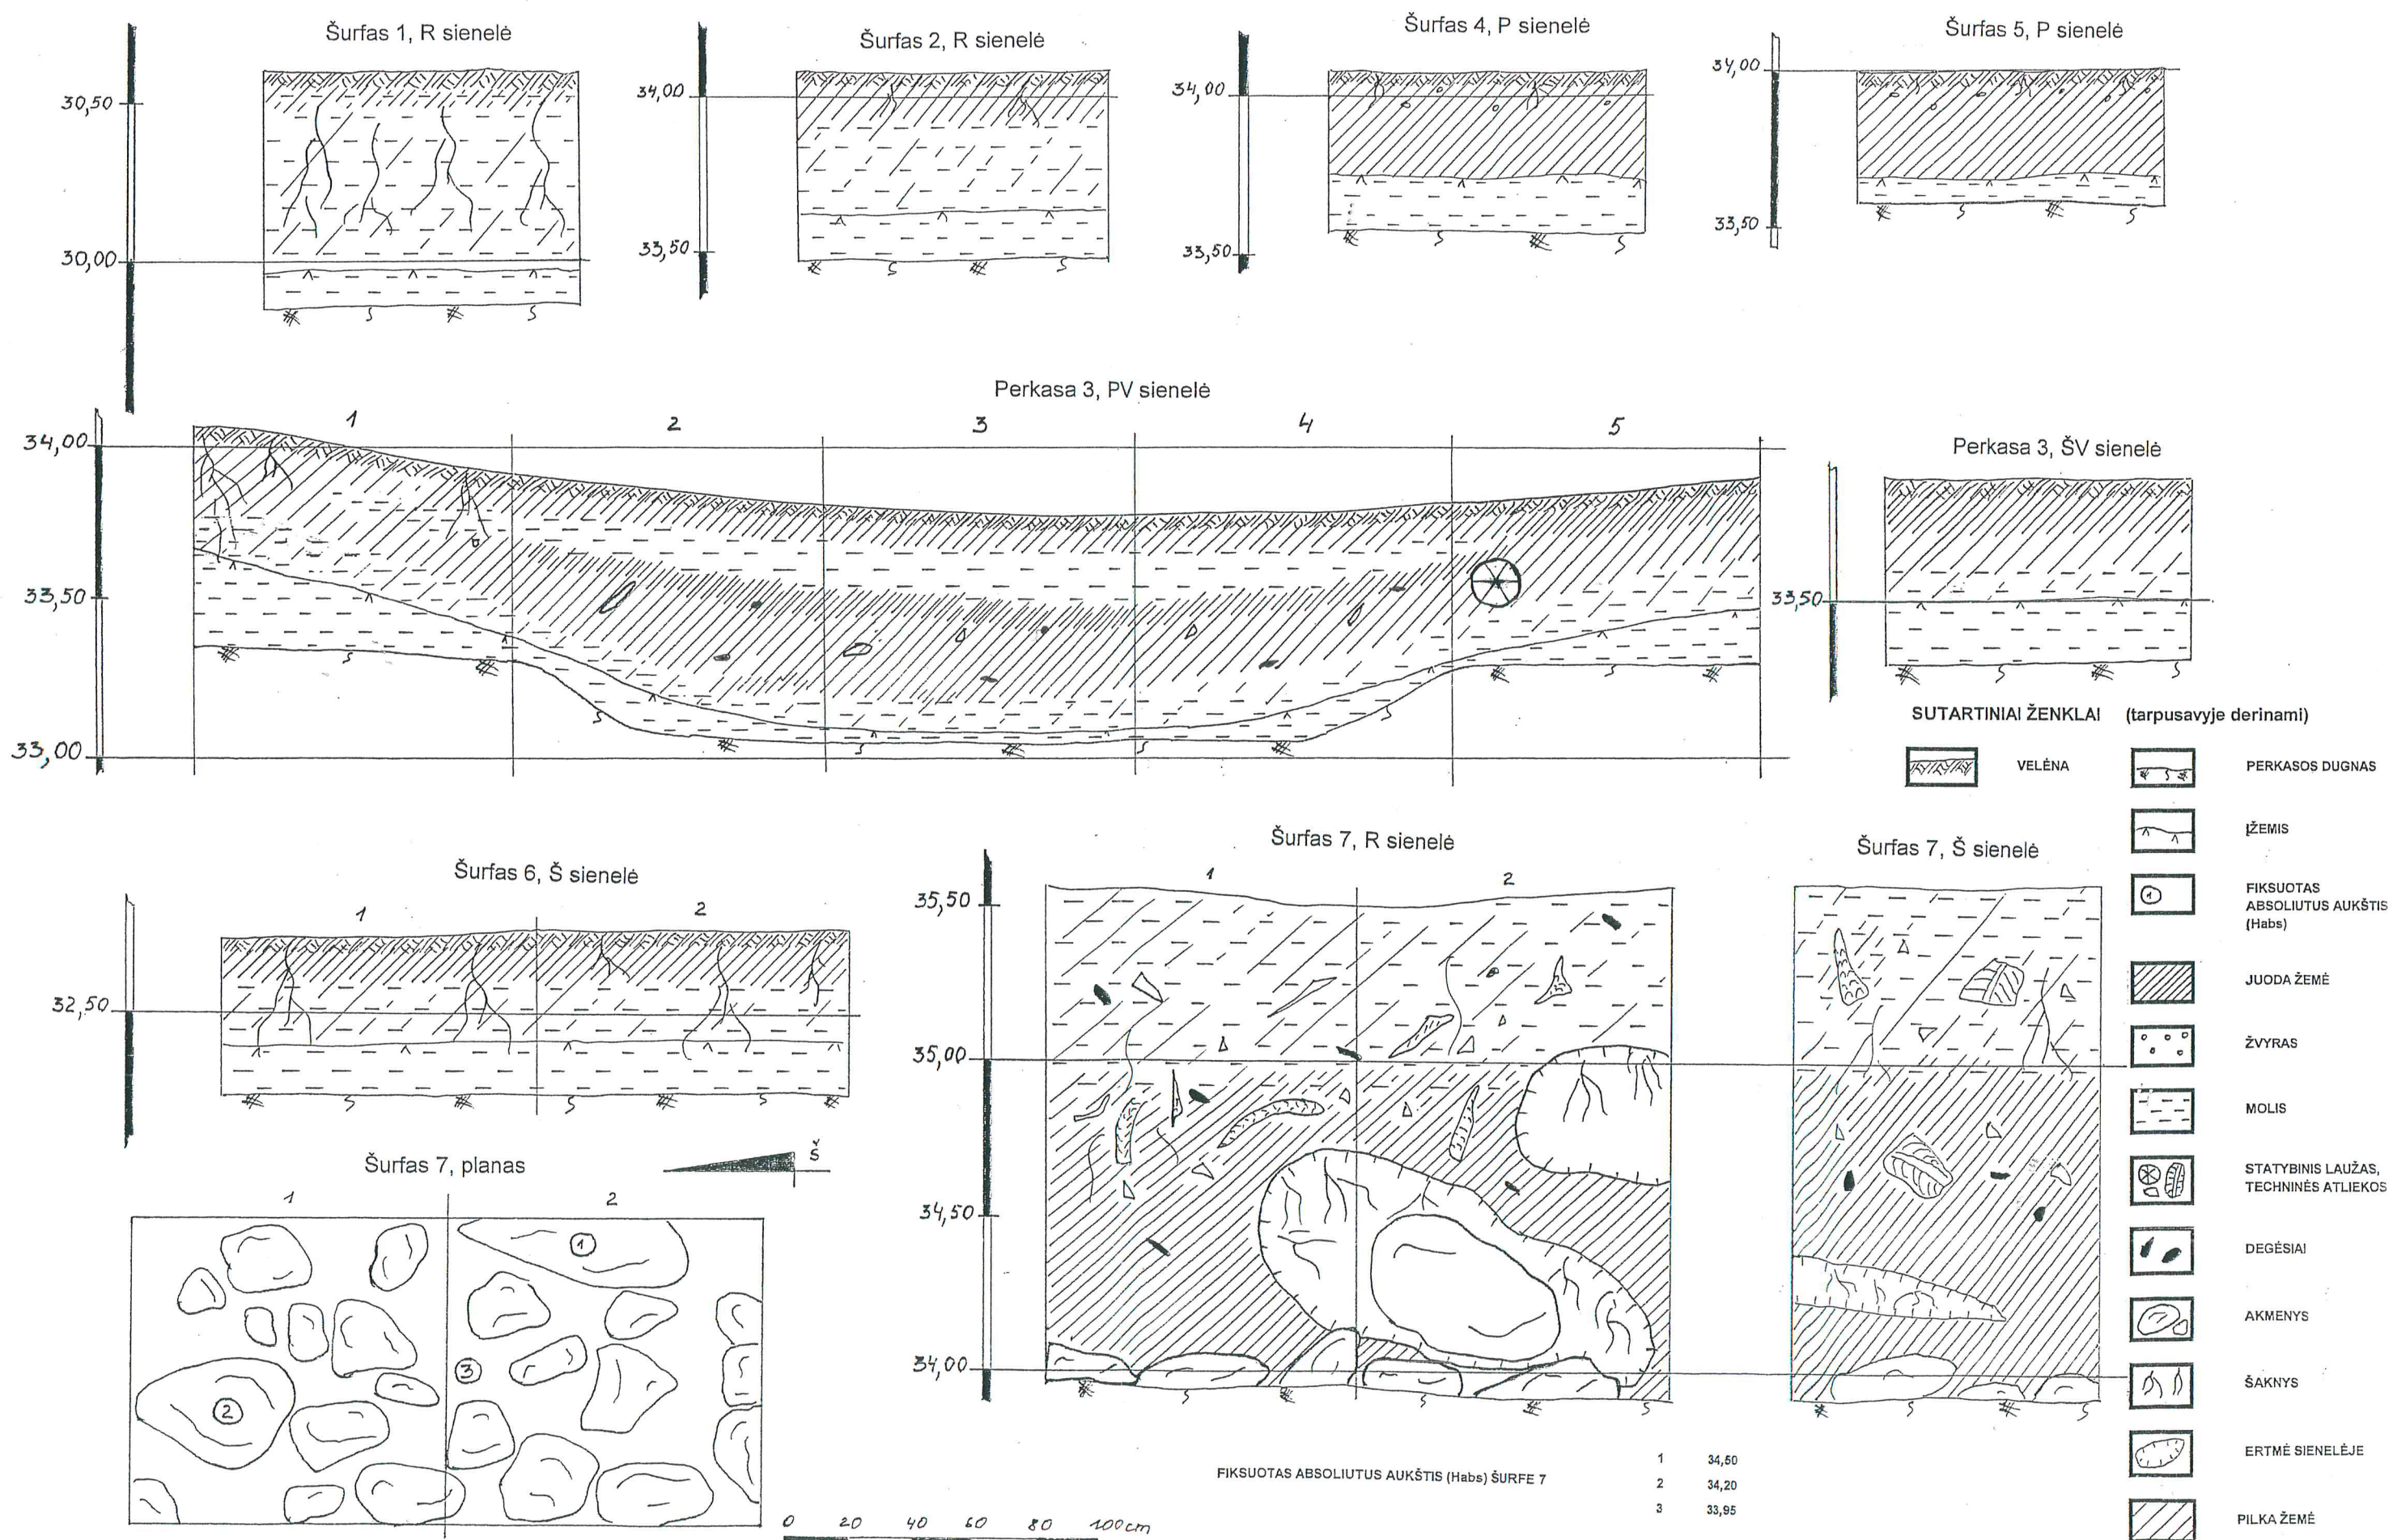 Šurfas 1, R sienelė
30,50
30,00
Šurfas 2, R sienelė
34,00
33,50
Šurfas 4, P sienelė
34,00
33,50
Šurfas 5, P sienelė
34,00
33,50
Perkasa 3, PV sienelė
1 2 3 4 5
34,00
33,50
33,00
Perkasa 3, ŠV sienelė
33,50
SUTARTINIAI ŽENKLAI (tarpusavyje derinami)
VELĖNA
PERKASOS DUGNAS
ĮŽEMIS
1
FIKSUOTAS
ABSOLIUTUS AUKŠTIS
(Habs)
JUODA ŽEMĖ
ŽVYRAS
MOLIS
STATYBINIS LAUŽAS,
TECHNINĖS ATLIEKOS
DEGĖSIAI
AKMENYS
ŠAKNYS
ERTMĖ SIENELĖJE
PILKA ŽEMĖ
Šurfas 6, Š sienelė
1 2
32,50
Šurfas 7, R sienelė
1 2
35,50
35,00
34,50
34,00
Šurfas 7, Š sienelė
Šurfas 7, planas
Š
1 2
1
3
2
FIKSUOTAS ABSOLIUTUS AUKŠTIS (Habs) ŠURFE 7
1 34,50
2 34,20
3 33,95
0 20 40 60 80 100cm